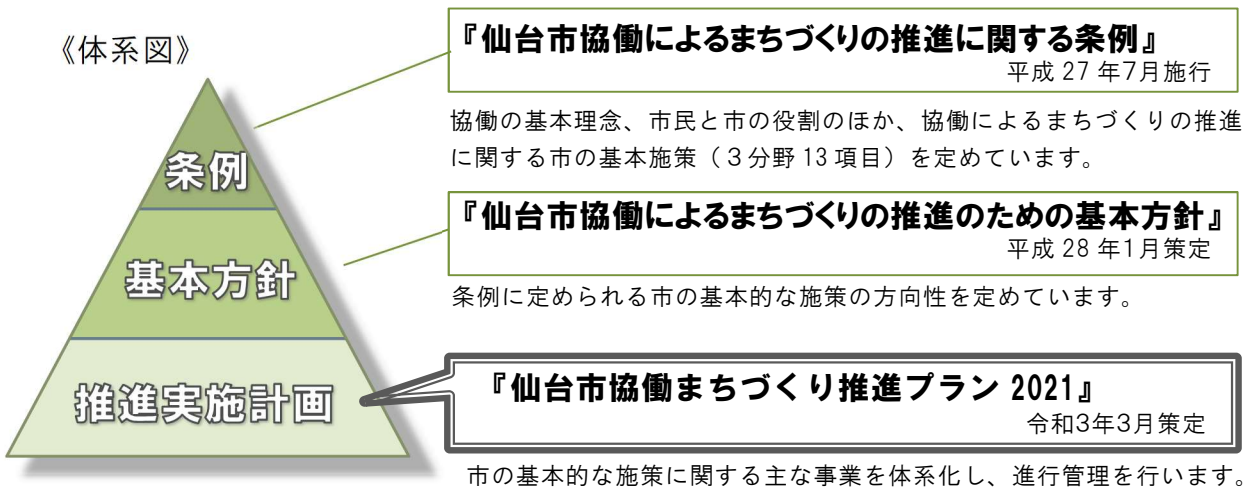 《体系図》
『仙台市協働によるまちづくりの推進に関する条例』
平成 27 年7月施行
協働の基本理念、市民と市の役割のほか、協働によるまちづくりの推進
に関する市の基本施策（３分野 13 項目）を定めています。
条例
『仙台市協働によるまちづくりの推進のための基本方針』
平成 28 年1月策定
条例に定められる市の基本的な施策の方向性を定めています。
基本方針
『仙台市協働まちづくり推進プラン 2021』
令和3年3月策定
市の基本的な施策に関する主な事業を体系化し、進行管理を行います。
推進実施計画